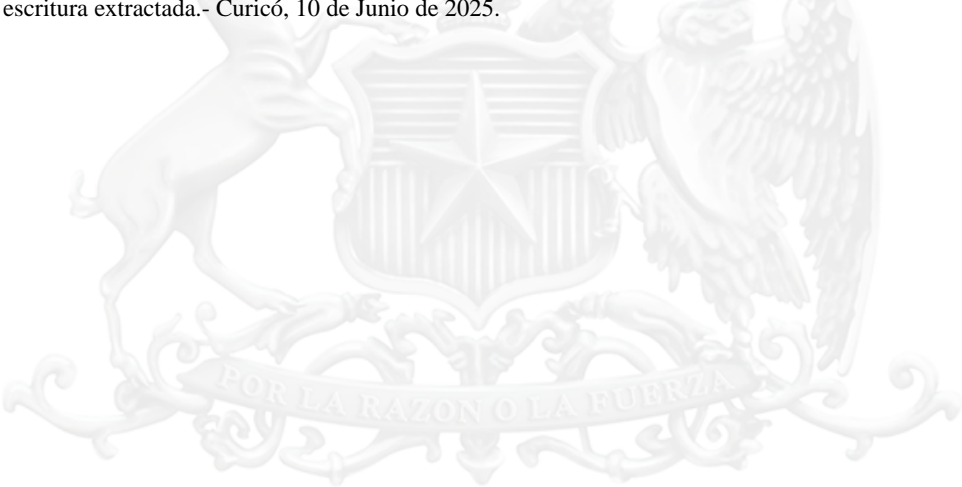 escritura extractada.- Curicó, 10 de Junio de 2025.
POR LA RAZON O LA FUERZA